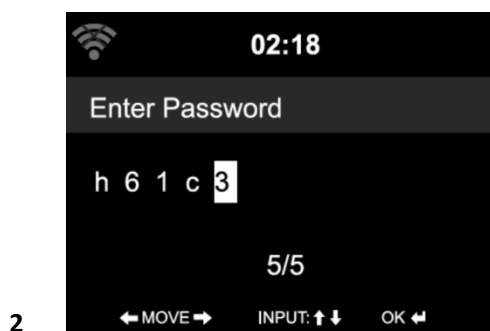 02:18
Enter Password
h 6 1 c 3
5/5
2 ←MOVE→ INPUT:↑↓ OK ↵